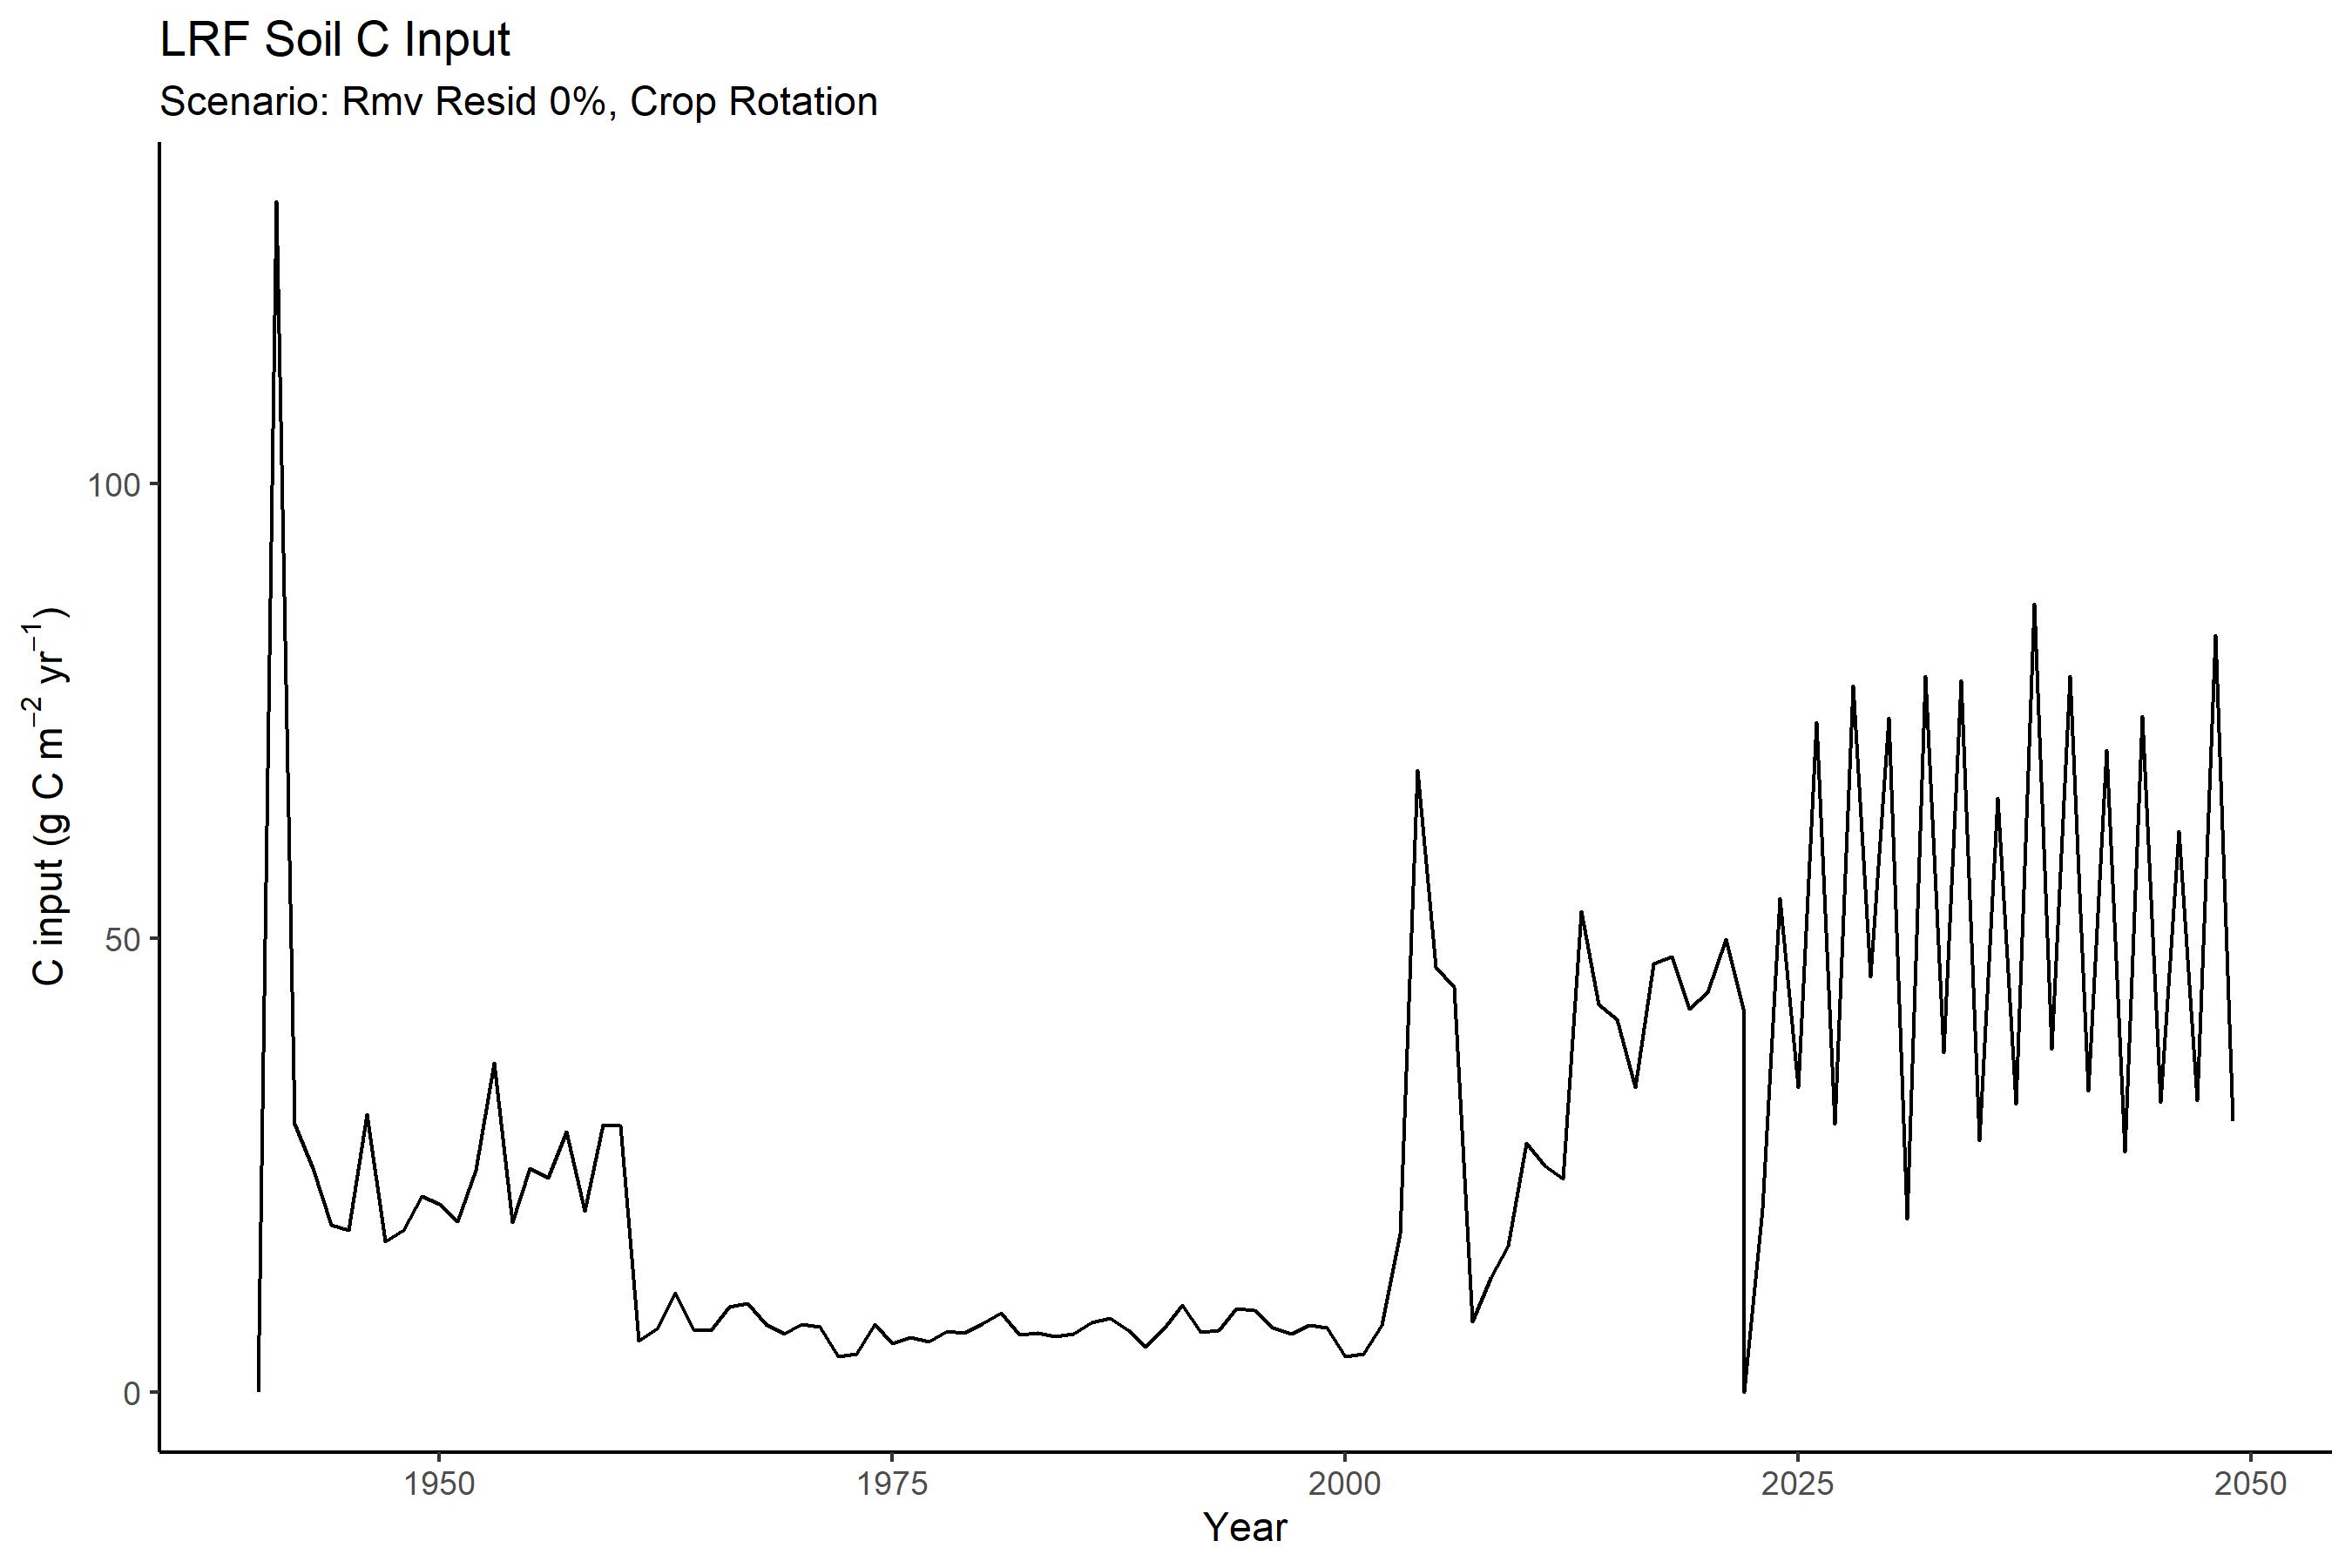 LRF Soil C Input
Scenario: Rmv Resid 0%, Crop Rotation
C input (g C m⁻² yr⁻¹)
100
50
0
1950 1975 2000 2025 2050
Year